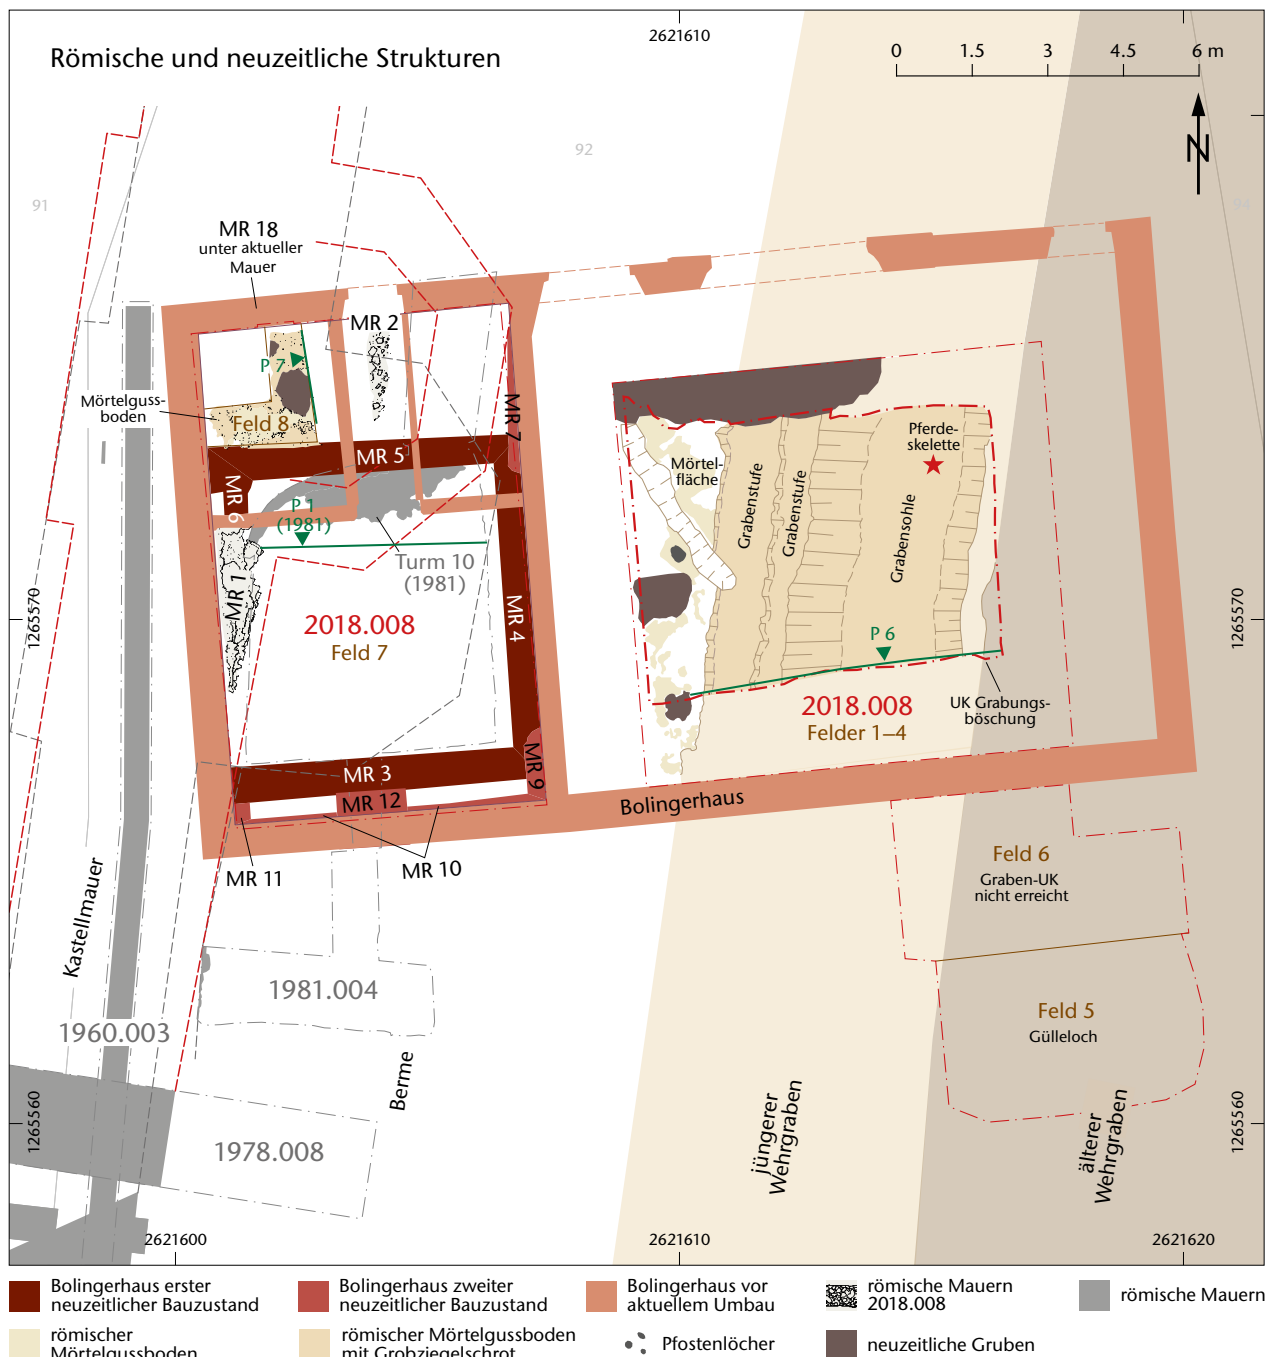 Römische und neuzeitliche Strukturen
2621610
0 1.5 3 4.5 6 m
N
92
91
94
MR 18
unter aktueller
Mauer
MR 2
P 7
Mörtelguss-
boden
Feld 8
MR 7
MR 5
MR 6
P 1
(1981)
Turm 10
(1981)
MR 1
MR 4
2018.008
Feld 7
MR 3
MR 9
MR 12
MR 11
MR 10
Mörtel-
fläche
Grabenstufe
Grabenstufe
Grabensohle
Pferde-
skelette
P 6
2018.008
Felder 1–4
UK Grabungs-
böschung
Bolingerhaus
1265570
1265570
Feld 6
Graben-UK
nicht erreicht
Feld 5
Gülleloch
Kastellmauer
1981.004
1960.003
Berme
1978.008
jüngerer
Wehrgraben
älterer
Wehrgraben
1265560
1265560
2621600
2621610
2621620
Bolingerhaus erster
neuzeitlicher Bauzustand
Bolingerhaus zweiter
neuzeitlicher Bauzustand
Bolingerhaus vor
aktuellem Umbau
römische Mauern
2018.008
römische Mauern
römischer
Mörtelgussboden
römischer Mörtelgussboden
mit Grobziegelschrot
Pfostenlöcher
neuzeitliche Gruben